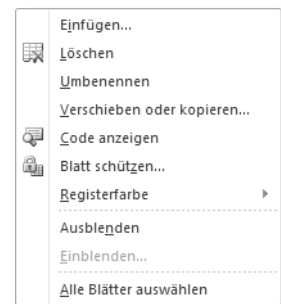 Einfügen...
Löschen
Umbenennen
Verschieben oder kopieren...
Code anzeigen
Blatt schützen...
Registerfarbe
Ausblenden
Einblenden...
Alle Blätter auswählen